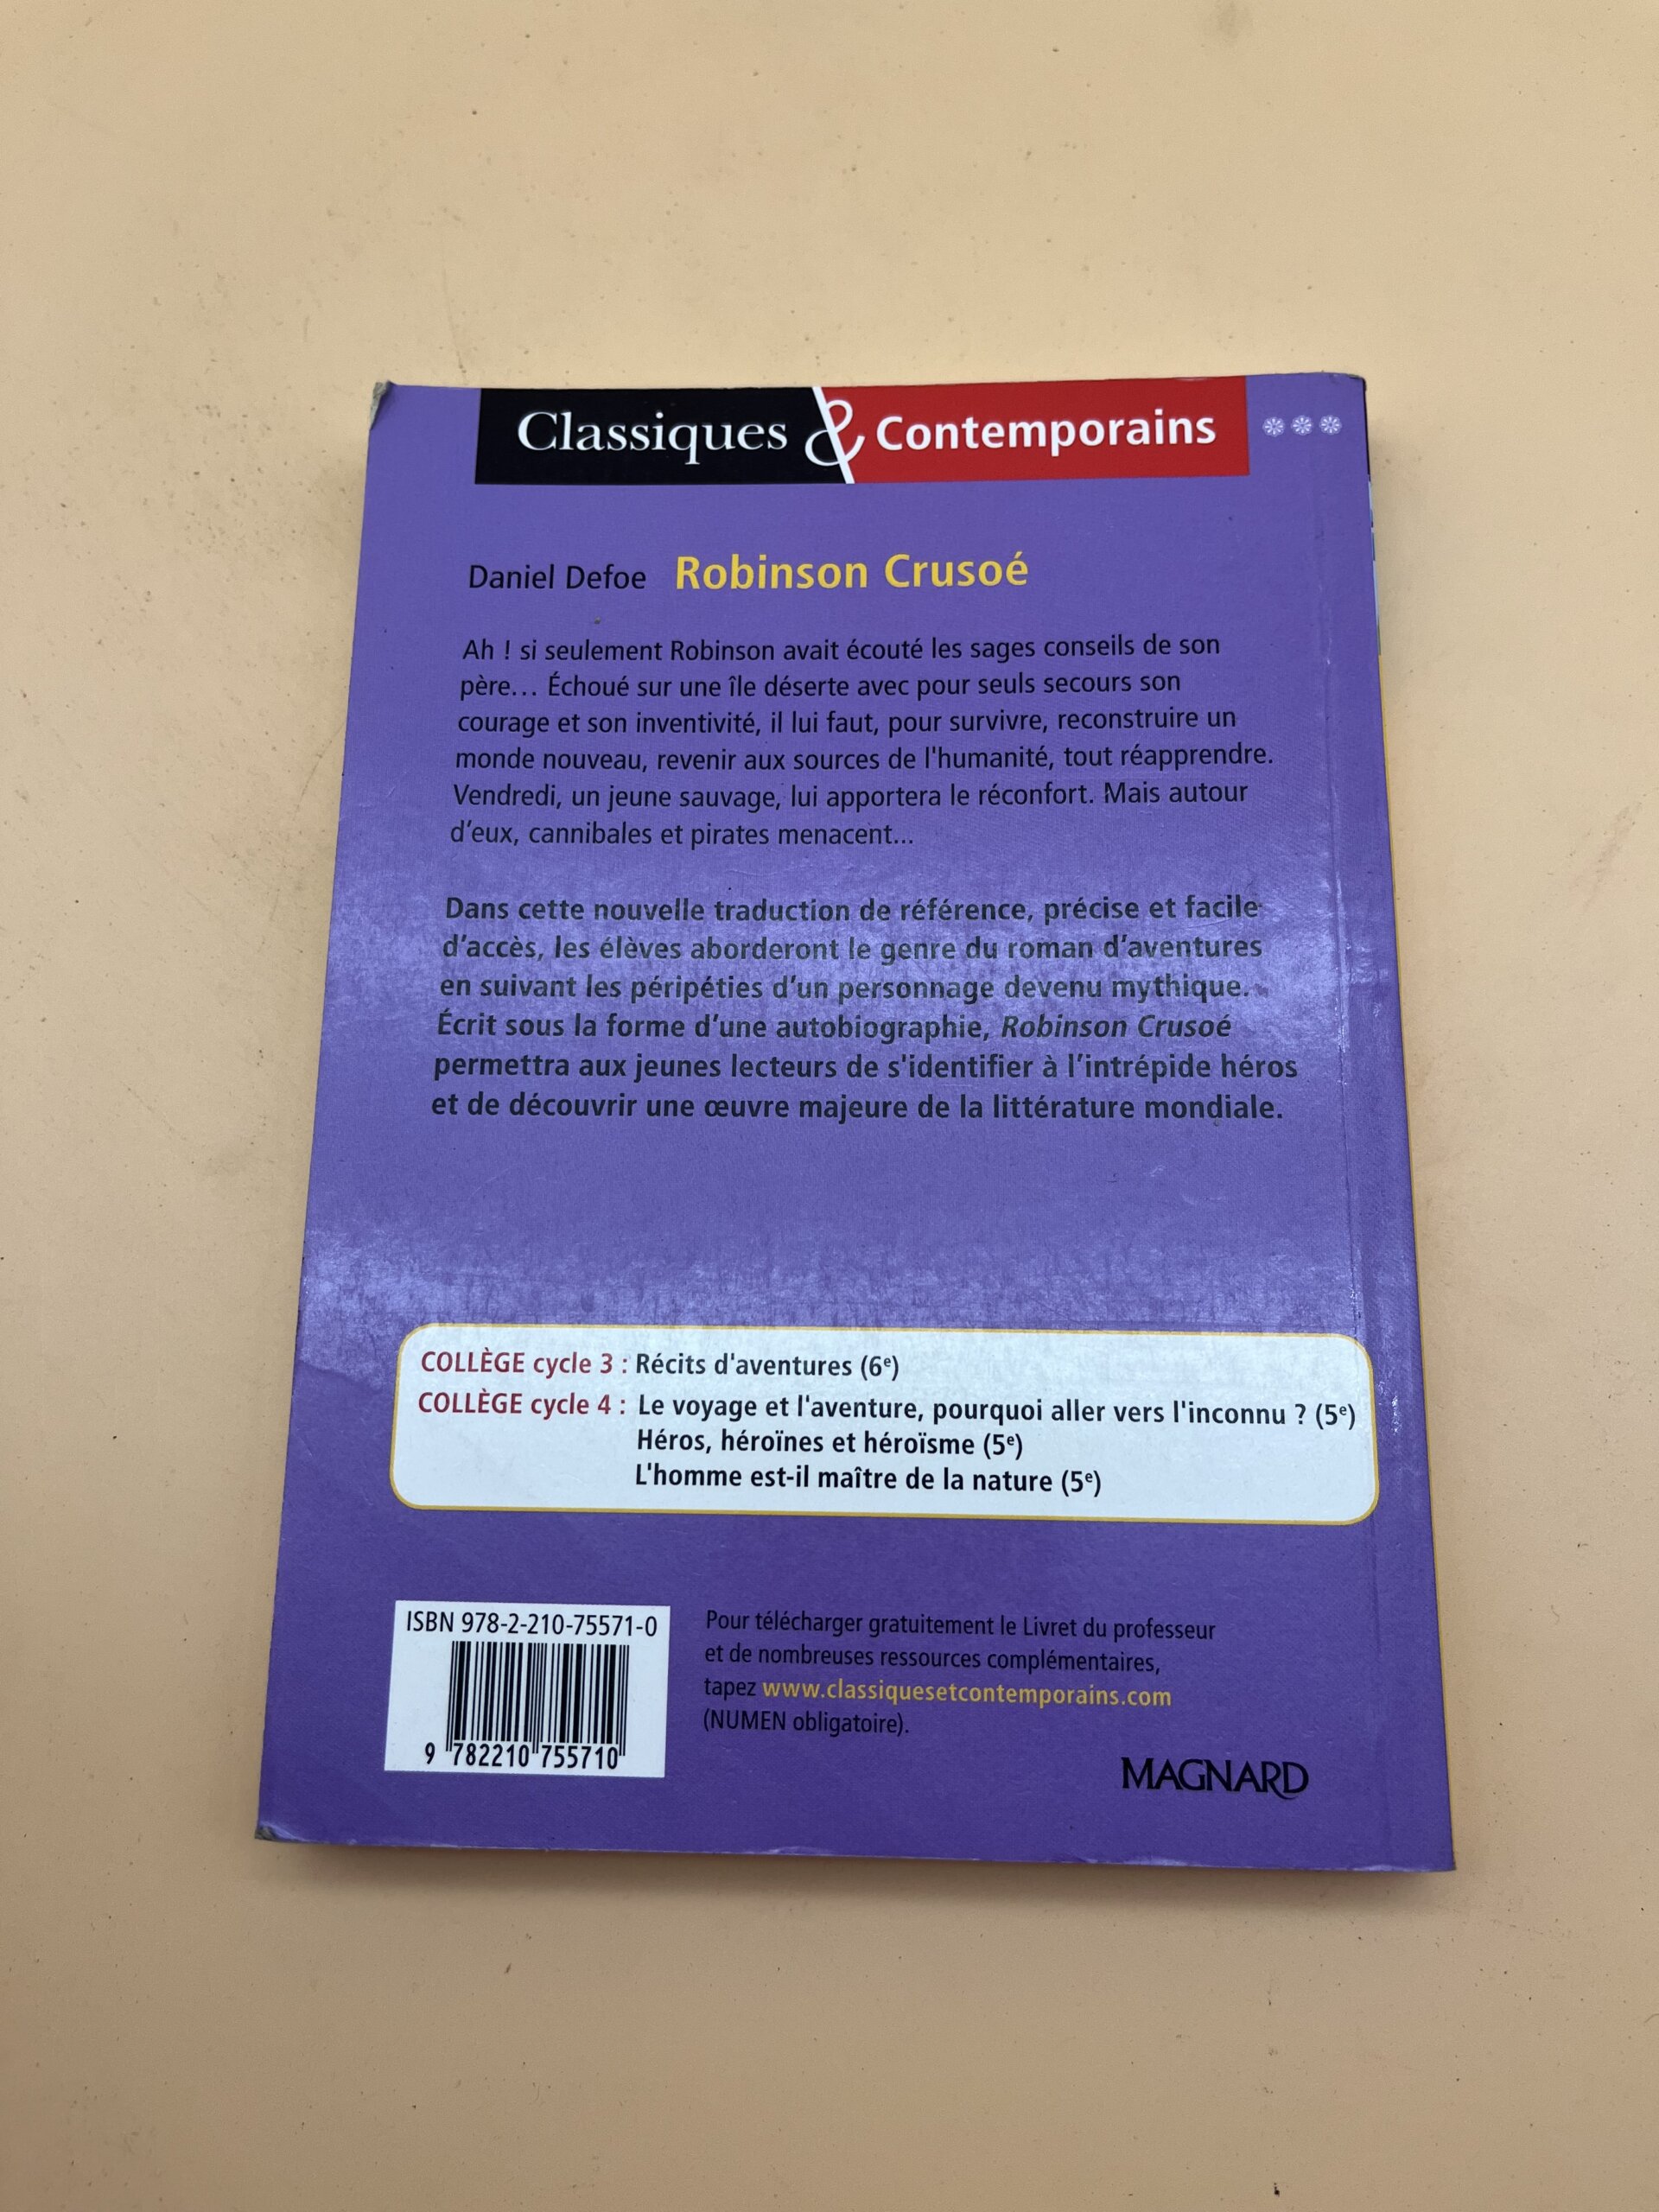 Classiques & Contemporains ***
Daniel Defoe Robinson Crusoé
Ah ! si seulement Robinson avait écouté les sages conseils de son
père... Échoué sur une île déserte avec pour seuls secours son
courage et son inventivité, il lui faut, pour survivre, reconstruire un
monde nouveau, revenir aux sources de l'humanité, tout réapprendre.
Vendredi, un jeune sauvage, lui apportera le réconfort. Mais autour
d’eux, cannibales et pirates menacent...
Dans cette nouvelle traduction de référence, précise et facile
d’accès, les élèves aborderont le genre du roman d’aventures
en suivant les péripéties d’un personnage devenu mythique.
Écrit sous la forme d’une autobiographie, Robinson Crusoé
permettra aux jeunes lecteurs de s'identifier à l’intrépide héros
et de découvrir une œuvre majeure de la littérature mondiale.
COLLÈGE cycle 3 : Récits d'aventures (6e)
COLLÈGE cycle 4 : Le voyage et l'aventure, pourquoi aller vers l'inconnu ? (5e)
Héros, héroïnes et héroïsme (5e)
L'homme est-il maître de la nature (5e)
ISBN 978-2-210-75571-0
9 782210 755710
Pour télécharger gratuitement le Livret du professeur
et de nombreuses ressources complémentaires,
tapez www.classiquesetcontemporains.com
(NUMEN obligatoire).
MAGNARD